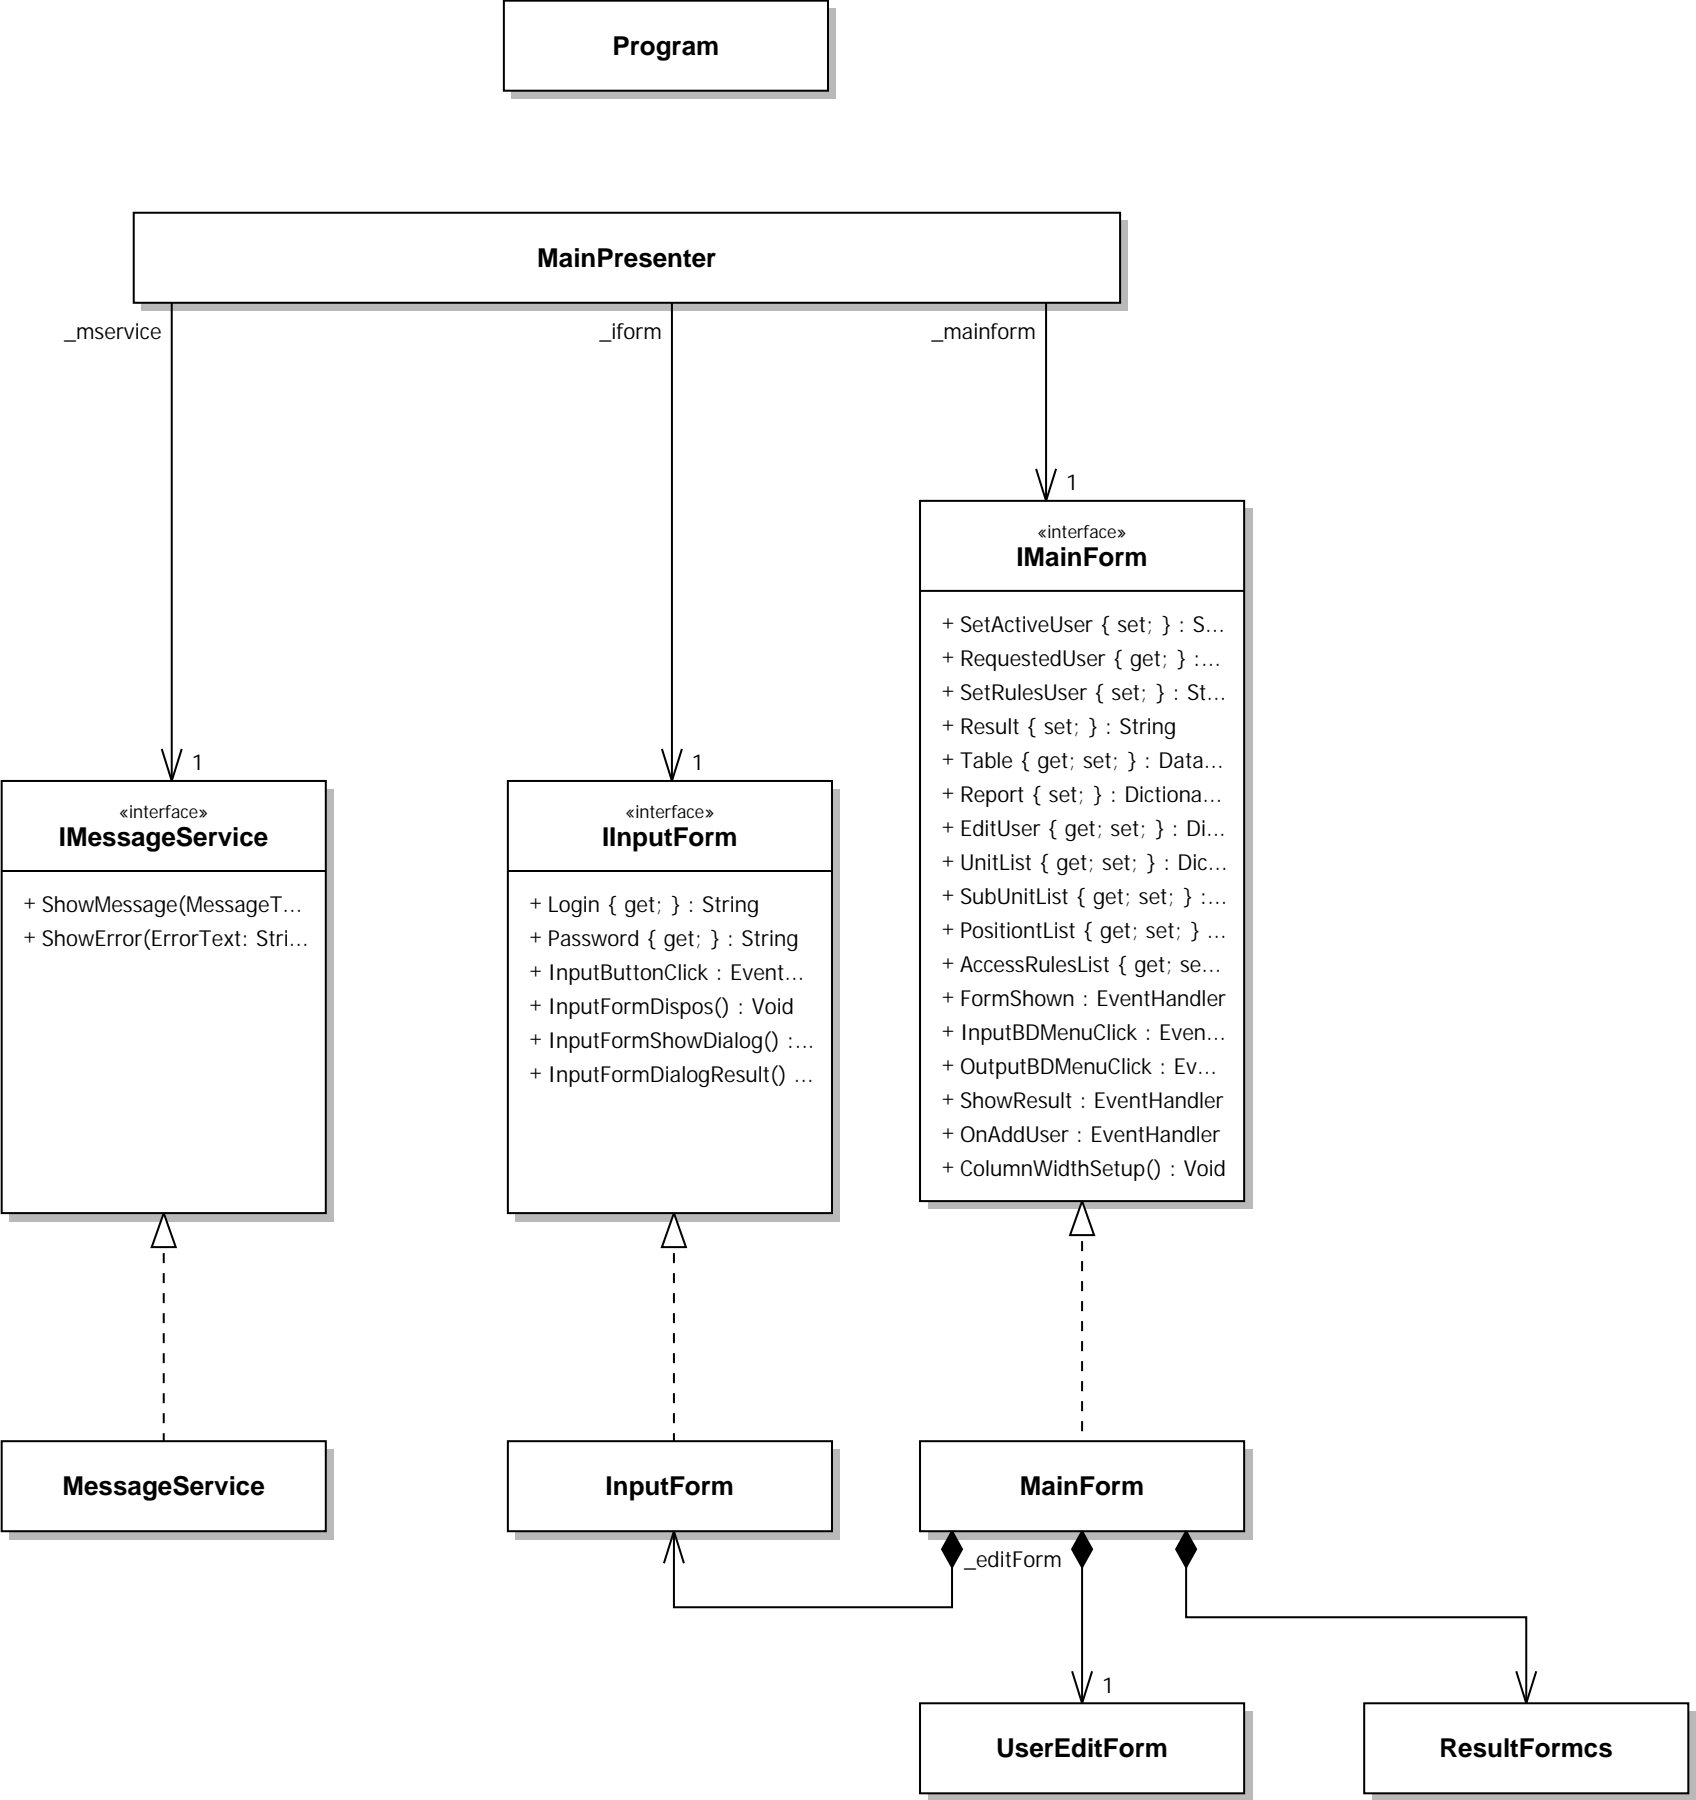 Program
MainPresenter
_mservice
_iform
_mainform
1
«interface»
IMainForm
+ SetActiveUser { set; } : S...
+ RequestedUser { get; } :...
+ SetRulesUser { set; } : St...
+ Result { set; } : String
+ Table { get; set; } : Data...
+ Report { set; } : Dictiona...
+ EditUser { get; set; } : Di...
+ UnitList { get; set; } : Dic...
+ SubUnitList { get; set; } :...
+ PositiontList { get; set; } ...
+ AccessRulesList { get; se...
+ FormShown : EventHandler
+ InputBDMenuClick : Even...
+ OutputBDMenuClick : Ev...
+ ShowResult : EventHandler
+ OnAddUser : EventHandler
+ ColumnWidthSetup() : Void
1
«interface»
IMessageService
+ ShowMessage(MessageT...
+ ShowError(ErrorText: Stri...
1
«interface»
IInputForm
+ Login { get; } : String
+ Password { get; } : String
+ InputButtonClick : Event...
+ InputFormDispos() : Void
+ InputFormShowDialog() :...
+ InputFormDialogResult() ...
MessageService
InputForm
MainForm
_editForm
1
UserEditForm
ResultFormcs